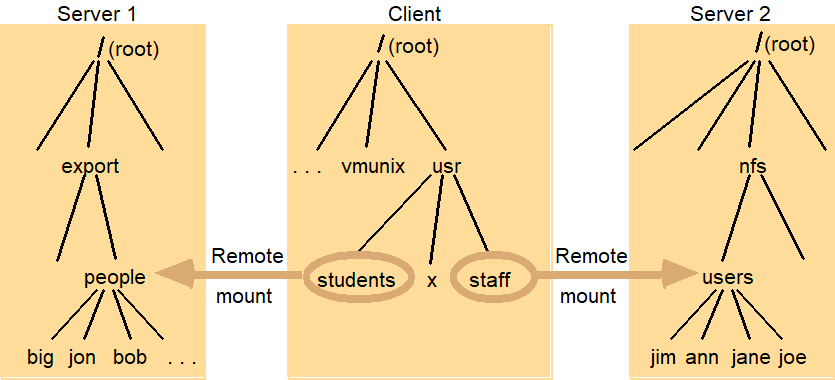 Server 1 Client Server 2
/ (root) / (root) / (root)
export . . . vmunix usr nfs
Remote Remote
people students x staff users
mount mount
big jon bob . . . jim ann jane joe